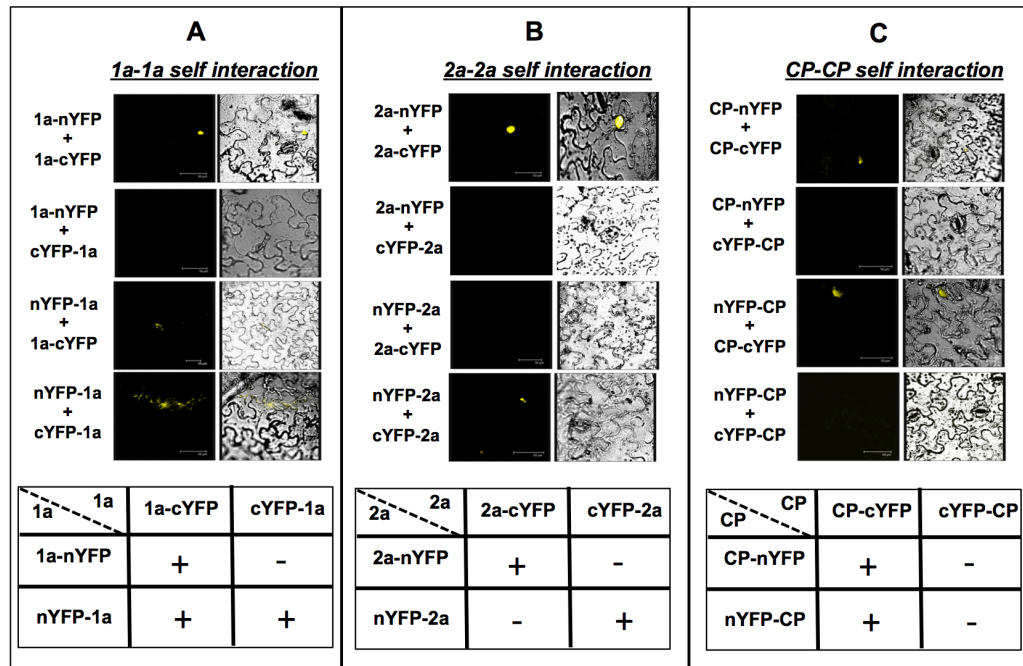 A
1a-1a self interaction
1a-nYFP
+
1a-cYFP
1a-nYFP
+
cYFP-1a
nYFP-1a
+
1a-cYFP
nYFP-1a
+
cYFP-1a
1a
1a
1a-cYFP
cYFP-1a
1a-nYFP
+
-
nYFP-1a
+
+
B
2a-2a self interaction
2a-nYFP
+
2a-cYFP
2a-nYFP
+
cYFP-2a
nYFP-2a
+
2a-cYFP
nYFP-2a
+
cYFP-2a
2a
2a
2a-cYFP
cYFP-2a
2a-nYFP
+
-
nYFP-2a
-
+
C
CP-CP self interaction
CP-nYFP
+
CP-cYFP
CP-nYFP
+
cYFP-CP
nYFP-CP
+
CP-cYFP
nYFP-CP
+
cYFP-CP
CP
CP
CP-cYFP
cYFP-CP
CP-nYFP
+
-
nYFP-CP
+
-